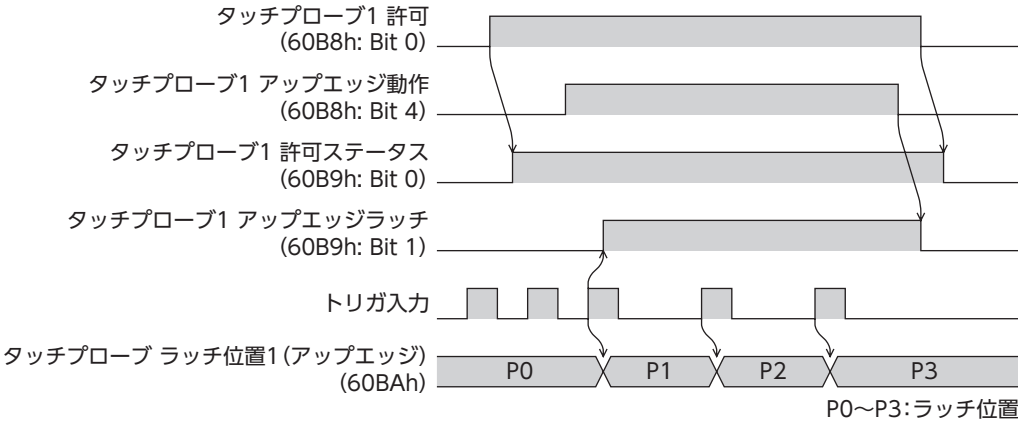 タッチプローブ1 許可
(60B8h: Bit 0)
タッチプローブ1 アップエッジ動作
(60B8h: Bit 4)
タッチプローブ1 許可ステータス
(60B9h: Bit 0)
タッチプローブ1 アップエッジラッチ
(60B9h: Bit 1)
トリガ入力
タッチプローブ ラッチ位置1(アップエッジ)
(60BAh)
P0 P1 P2 P3
P0～P3:ラッチ位置